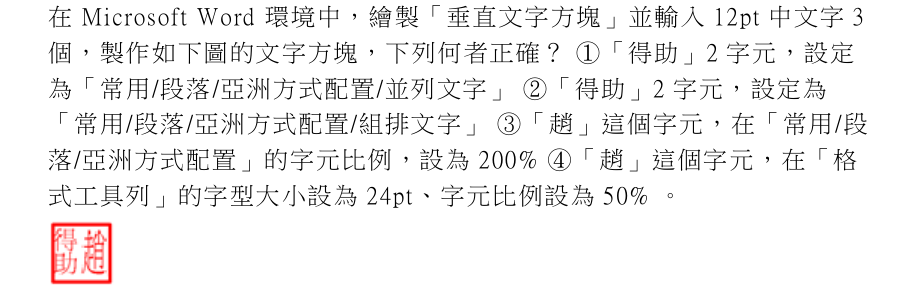 在 Microsoft Word 環境中，繪製「垂直文字方塊」並輸入 12pt 中文字 3
個，製作如下圖的文字方塊，下列何者正確？ ①「得助」2 字元，設定
為「常用/段落/亞洲方式配置/並列文字」 ②「得助」2 字元，設定為
「常用/段落/亞洲方式配置/組排文字」 ③「趙」這個字元，在「常用/段
落/亞洲方式配置」的字元比例，設為 200% ④「趙」這個字元，在「格
式工具列」的字型大小設為 24pt、字元比例設為 50% 。
趙
得助